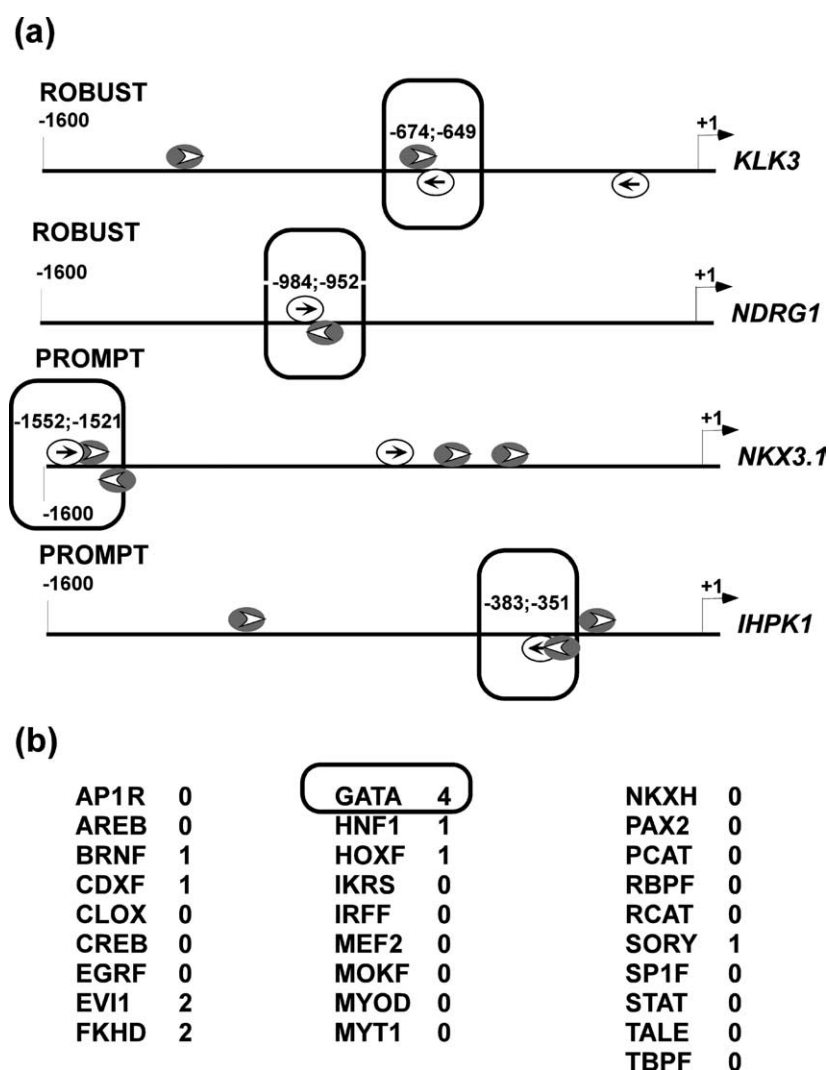 (a)
ROBUST
-1600
-674;-649
+1
KLK3
ROBUST
-1600
-984;-952
+1
NDRG1
PROMPT
-1552;-1521
+1
NKX3.1
-1600
PROMPT
-1600
-383;-351
+1
IHPK1
(b)
AP1R 0 GATA 4 NKXH 0
AREB 0 HNF1 1 PAX2 0
BRNF 1 HOXF 1 PCAT 0
CDXF 1 IKRS 0 RBPF 0
CLOX 0 IRFF 0 RCAT 0
CREB 0 MEF2 0 SORY 1
EGRF 0 MOKF 0 SP1F 0
EVI1 2 MYOD 0 STAT 0
FKHD 2 MYT1 0 TALE 0
TBPF 0